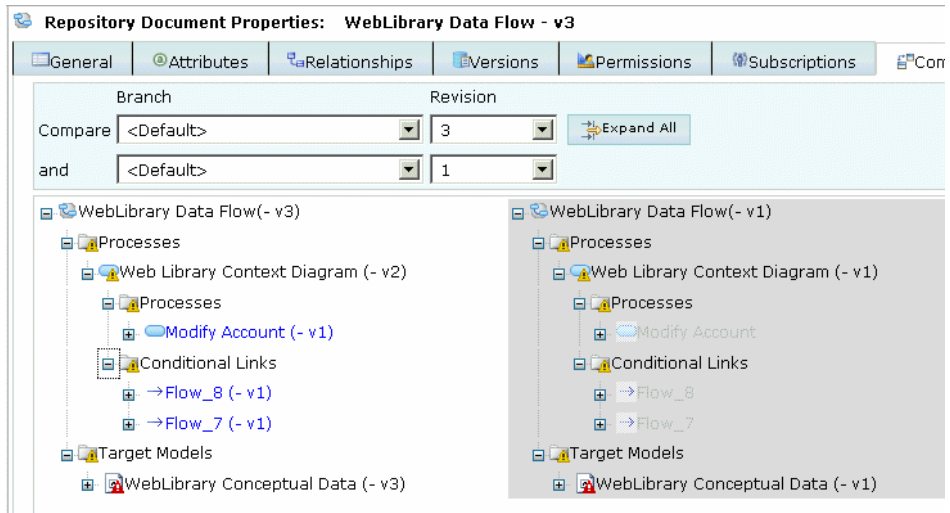 Repository Document Properties: WebLibrary Data Flow - v3
General Attributes Relationships Versions Permissions Subscriptions Com
Branch Revision
Compare <Default> 3 Expand All
and <Default> 1
WebLibrary Data Flow(- v3) WebLibrary Data Flow(- v1)
Processes Processes
Web Library Context Diagram (- v2) Web Library Context Diagram (- v1)
Processes Processes
Modify Account (- v1) Modify Account
Conditional Links Conditional Links
Flow_8 (- v1) Flow_8
Flow_7 (- v1) Flow_7
Target Models Target Models
WebLibrary Conceptual Data (- v3) WebLibrary Conceptual Data (- v1)